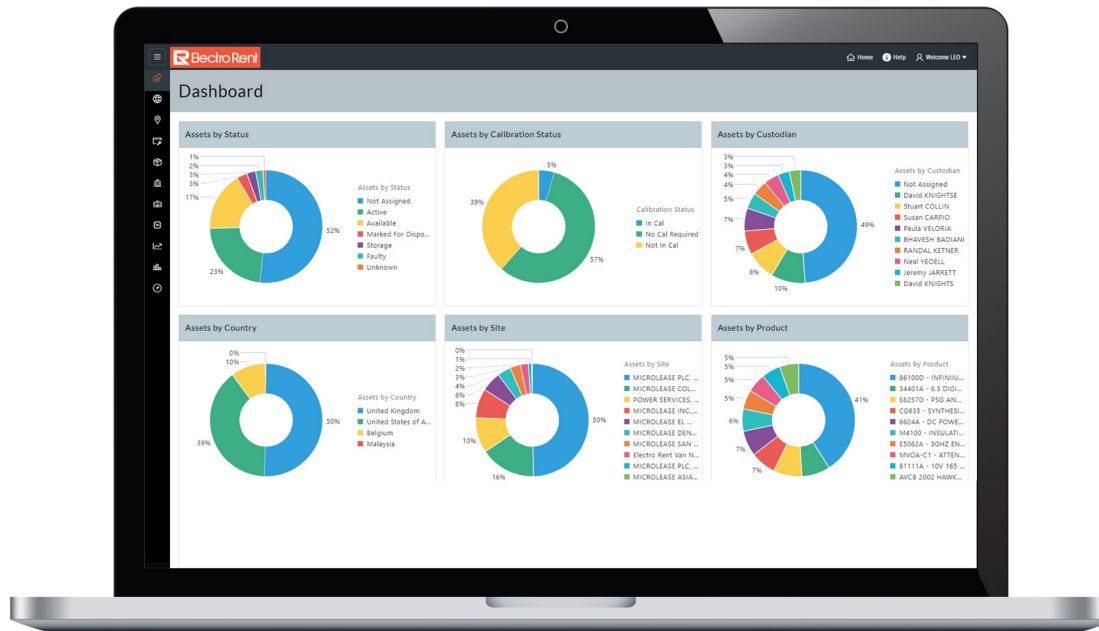 Electro Rent
Home
Help
Welcome LEO
Dashboard
Assets by Status
1%
2%
3%
3%
17%
52%
23%
Assets by Status
Not Assigned
Active
Available
Marked For Dispo...
Storage
Faulty
Unknown
Assets by Calibration Status
5%
39%
57%
Calibration Status
In Cal
No Cal Required
Not In Cal
Assets by Custodian
3%
3%
4%
4%
5%
7%
7%
8%
10%
49%
Assets by Custodian
Not Assigned
David KNIGHTSE
Stuart COLLIN
Susan CARPIO
Paula VELORIA
BHAVESH BADIANI
RANDAL KETNER
Neal YEOELL
Jeremy JARRETT
David KNIGHTS
Assets by Country
0%
10%
50%
39%
Assets by Country
United Kingdom
United States of A...
Belgium
Malaysia
Assets by Site
0%
1%
2%
3%
4%
6%
8%
10%
16%
50%
Assets by Site
MICROLEASE PLC, ...
MICROLEASE COL...
POWER SERVICES, ...
MICROLEASE INC,...
MICROLEASE EL ...
MICROLEASE DEN...
MICROLEASE SAN ...
Electro Rent Van N...
MICROLEASE PLC, ...
MICROLEASE ASIA...
Assets by Product
5%
5%
5%
5%
6%
7%
7%
41%
Assets by Product
86100D - INFINIIU...
34401A - 6.5 DIGI...
E8257D - PSG AN...
CG635 - SYNTHESI...
6624A - DC POWE...
M4100 - INSULATI...
E5062A - 3GHZ EN...
MVOA-C1 - ATTEN...
81111A - 10V 165 ...
AVCB 2002 HAWK...